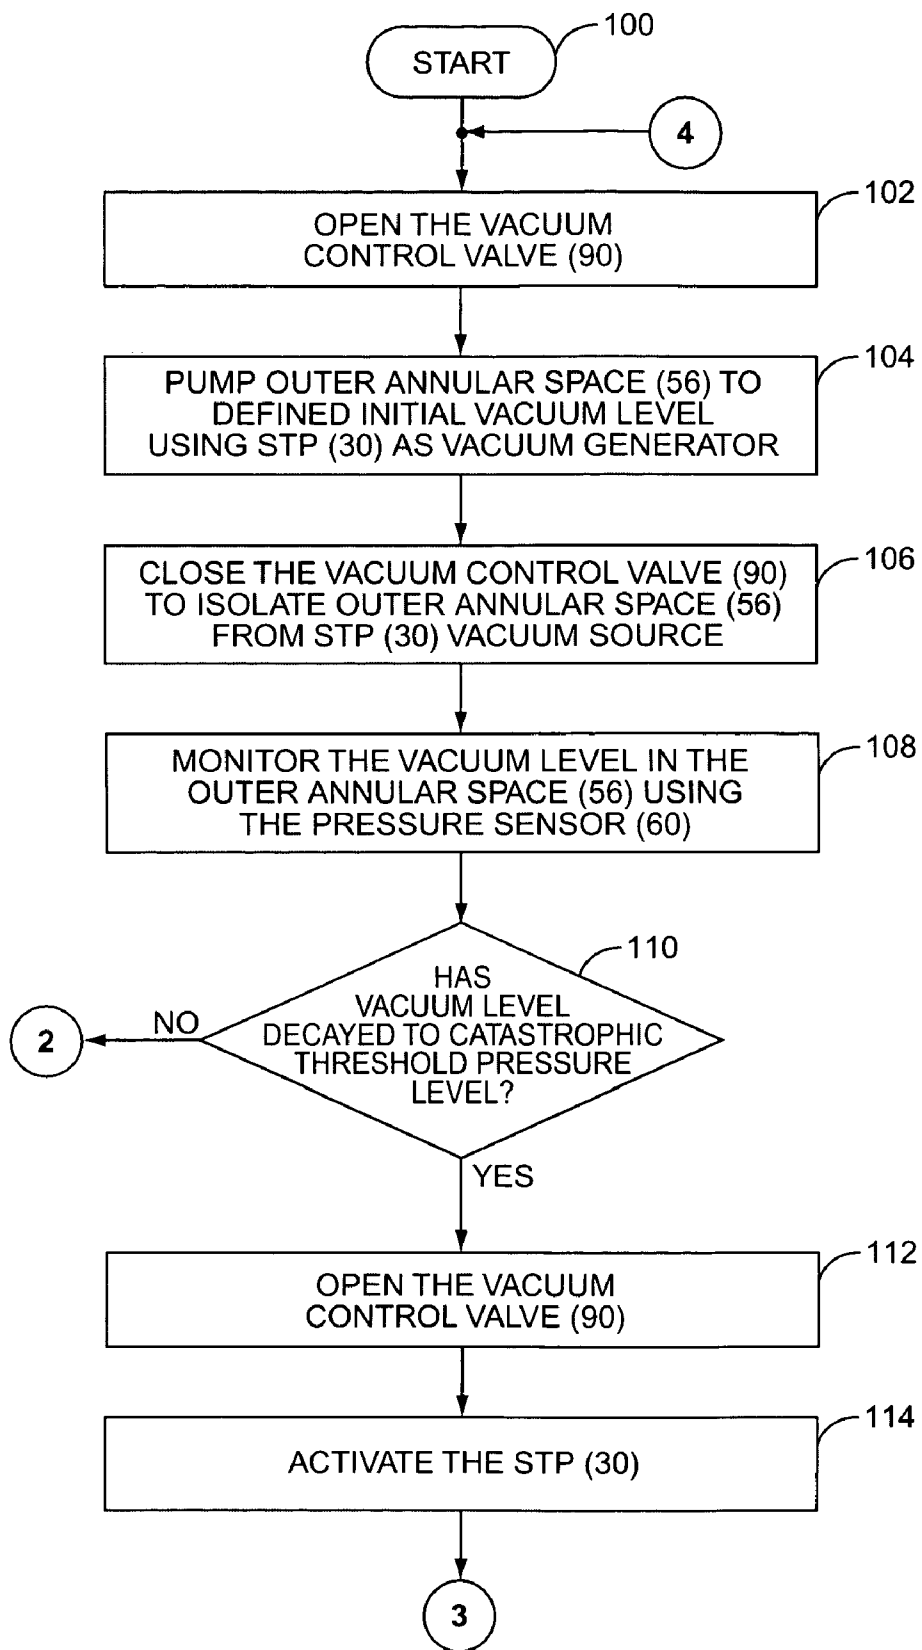 100
START
4
102
OPEN THE VACUUM
CONTROL VALVE (90)
104
PUMP OUTER ANNULAR SPACE (56) TO
DEFINED INITIAL VACUUM LEVEL
USING STP (30) AS VACUUM GENERATOR
106
CLOSE THE VACUUM CONTROL VALVE (90)
TO ISOLATE OUTER ANNULAR SPACE (56)
FROM STP (30) VACUUM SOURCE
108
MONITOR THE VACUUM LEVEL IN THE
OUTER ANNULAR SPACE (56) USING
THE PRESSURE SENSOR (60)
110
HAS
VACUUM LEVEL
DECAYED TO CATASTROPHIC
THRESHOLD PRESSURE
LEVEL?
NO
2
YES
112
OPEN THE VACUUM
CONTROL VALVE (90)
114
ACTIVATE THE STP (30)
3